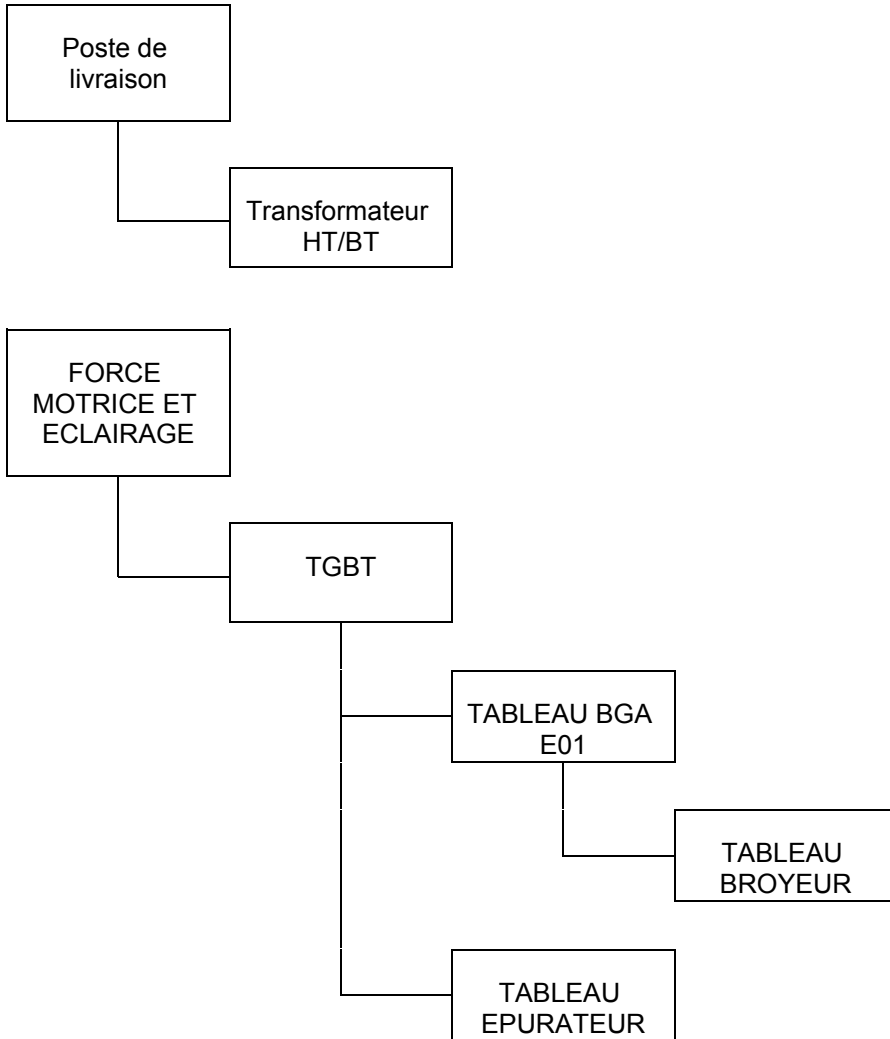 Poste de
livraison
Transformateur
HT/BT
FORCE
MOTRICE ET
ECLAIRAGE
TGBT
TABLEAU BGA
E01
TABLEAU
BROYEUR
TABLEAU
EPURATEUR